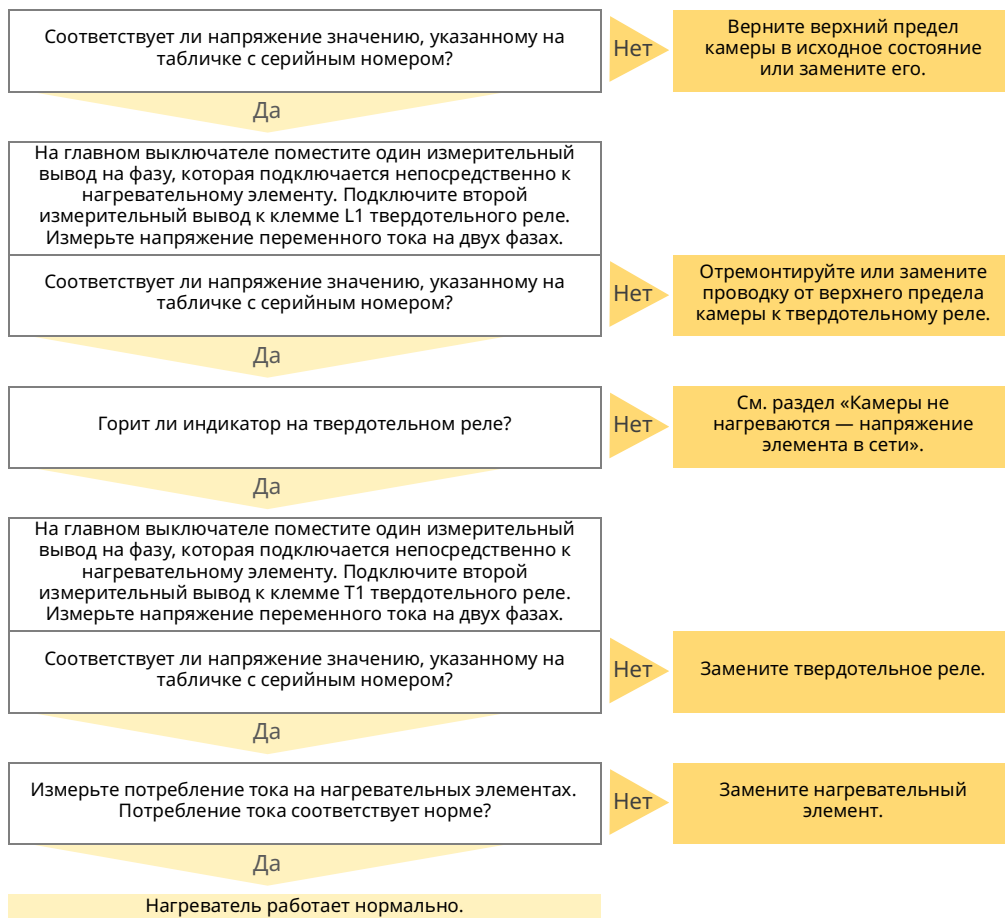 Соответствует ли напряжение значению, указанному на
табличке с серийным номером?
Нет
Верните верхний предел
камеры в исходное состояние
или замените его.
Да
На главном выключателе поместите один измерительный
вывод на фазу, которая подключается непосредственно к
нагревательному элементу. Подключите второй
измерительный вывод к клемме L1 твердотельного реле.
Измерьте напряжение переменного тока на двух фазах.
Соответствует ли напряжение значению, указанному на
табличке с серийным номером?
Нет
Отремонтируйте или замените
проводку от верхнего предела
камеры к твердотельному реле.
Да
Горит ли индикатор на твердотельном реле?
Нет
См. раздел «Камеры не
нагреваются — напряжение
элемента в сети».
Да
На главном выключателе поместите один измерительный
вывод на фазу, которая подключается непосредственно к
нагревательному элементу. Подключите второй
измерительный вывод к клемме T1 твердотельного реле.
Измерьте напряжение переменного тока на двух фазах.
Соответствует ли напряжение значению, указанному на
табличке с серийным номером?
Нет
Замените твердотельное реле.
Да
Измерьте потребление тока на нагревательных элементах.
Потребление тока соответствует норме?
Нет
Замените нагревательный
элемент.
Да
Нагреватель работает нормально.